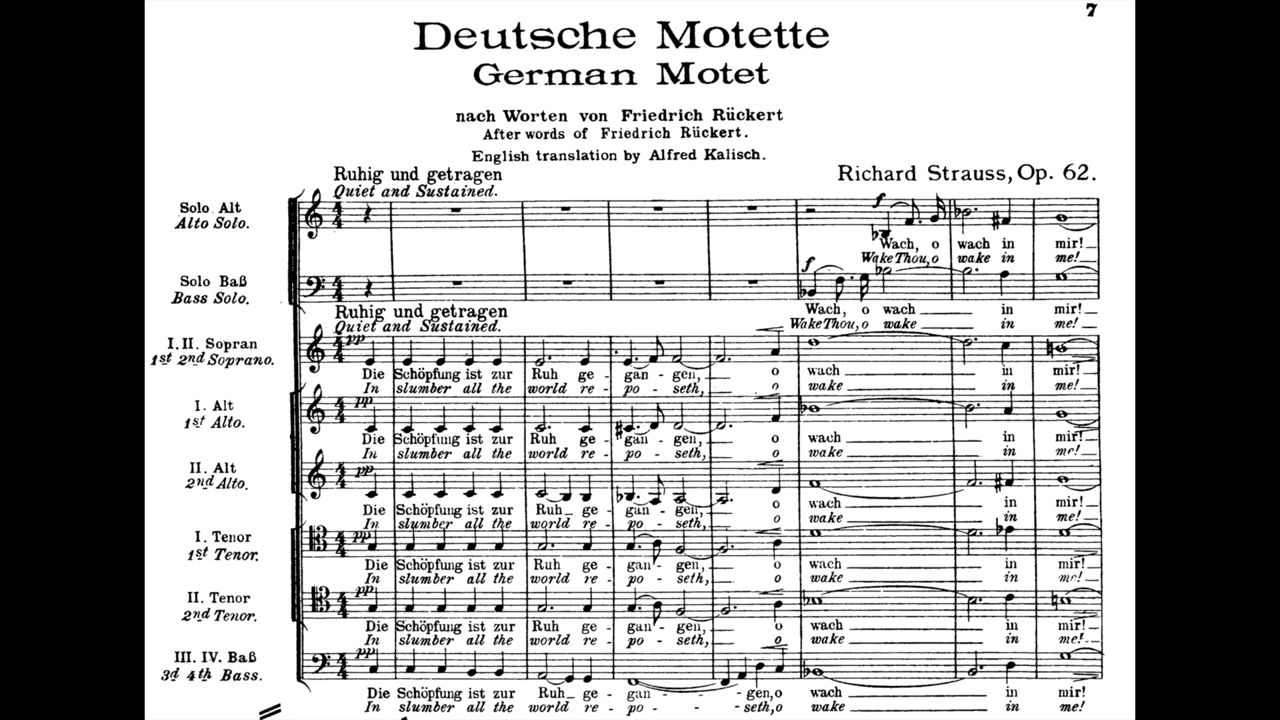 7
Deutsche Motette
German Motet
nach Worten von Friedrich Rückert
After words of Friedrich Rückert.
English translation by Alfred Kalisch.
Ruhig und getragen
Quiet and Sustained.
Richard Strauss, Op. 62.
Solo Alt
Alto Solo.
f
Wach, o wach in mir!
Wake Thou, o wake in me!
Solo Baß
Bass Solo.
f
Wach, o wach in mir!
Wake Thou, o wake in me!
Ruhig und getragen
Quiet and Sustained.
I. II. Sopran
1st 2nd Soprano.
pp
Die Schöpfung ist zur Ruh ge - gan - gen, o wach in mir!
In slumber all the world re - po - seth, o wake in me!
I. Alt
1st Alto.
pp
Die Schöpfung ist zur Ruh ge - gan - gen, o wach in mir!
In slumber all the world re - po - seth, o wake in me!
II. Alt
2nd Alto.
pp
Die Schöpfung ist zur Ruh ge - gan - gen, o wach in mir!
In slumber all the world re - po - seth, o wake in me!
I. Tenor
1st Tenor.
pp
Die Schöpfung ist zur Ruh ge - gan - gen, o wach in mir!
In slumber all the world re - po - seth, o wake in me!
II. Tenor
2nd Tenor.
pp
Die Schöpfung ist zur Ruh ge - gan - gen, o wach in mir!
In slumber all the world re - po - seth, o wake in me!
III. IV. Baß
3d 4th Bass.
pp
Die Schöpfung ist zur Ruh ge - gan - - gen, o wach in mir!
In slumber all the world re - po - - seth, o wake in me!